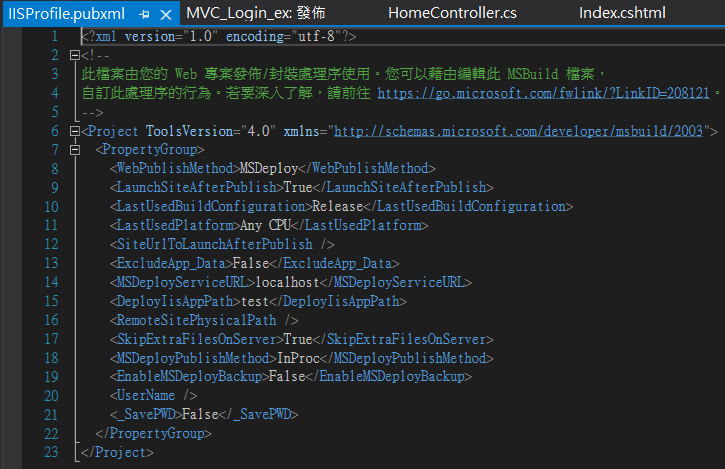 IISProfile.pubxml MVC_Login_ex: 發佈 HomeController.cs Index.cshtml
1 <?xml version="1.0" encoding="utf-8"?>
2 <!--
3 此檔案由您的 Web 專案發佈/封裝處理序使用。您可以藉由編輯此 MSBuild 檔案，
4 自訂此處理序的行為。若要深入了解，請前往 https://go.microsoft.com/fwlink/?LinkID=208121。
5 -->
6 <Project ToolsVersion="4.0" xmlns="http://schemas.microsoft.com/developer/msbuild/2003">
7 <PropertyGroup>
8 <WebPublishMethod>MSDeploy</WebPublishMethod>
9 <LaunchSiteAfterPublish>True</LaunchSiteAfterPublish>
10 <LastUsedBuildConfiguration>Release</LastUsedBuildConfiguration>
11 <LastUsedPlatform>Any CPU</LastUsedPlatform>
12 <SiteUrlToLaunchAfterPublish />
13 <ExcludeApp_Data>False</ExcludeApp_Data>
14 <MSDeployServiceURL>localhost</MSDeployServiceURL>
15 <DeployIisAppPath>test</DeployIisAppPath>
16 <RemoteSitePhysicalPath />
17 <SkipExtraFilesOnServer>True</SkipExtraFilesOnServer>
18 <MSDeployPublishMethod>InProc</MSDeployPublishMethod>
19 <EnableMSDeployBackup>False</EnableMSDeployBackup>
20 <UserName />
21 <_SavePWD>False</_SavePWD>
22 </PropertyGroup>
23 </Project>